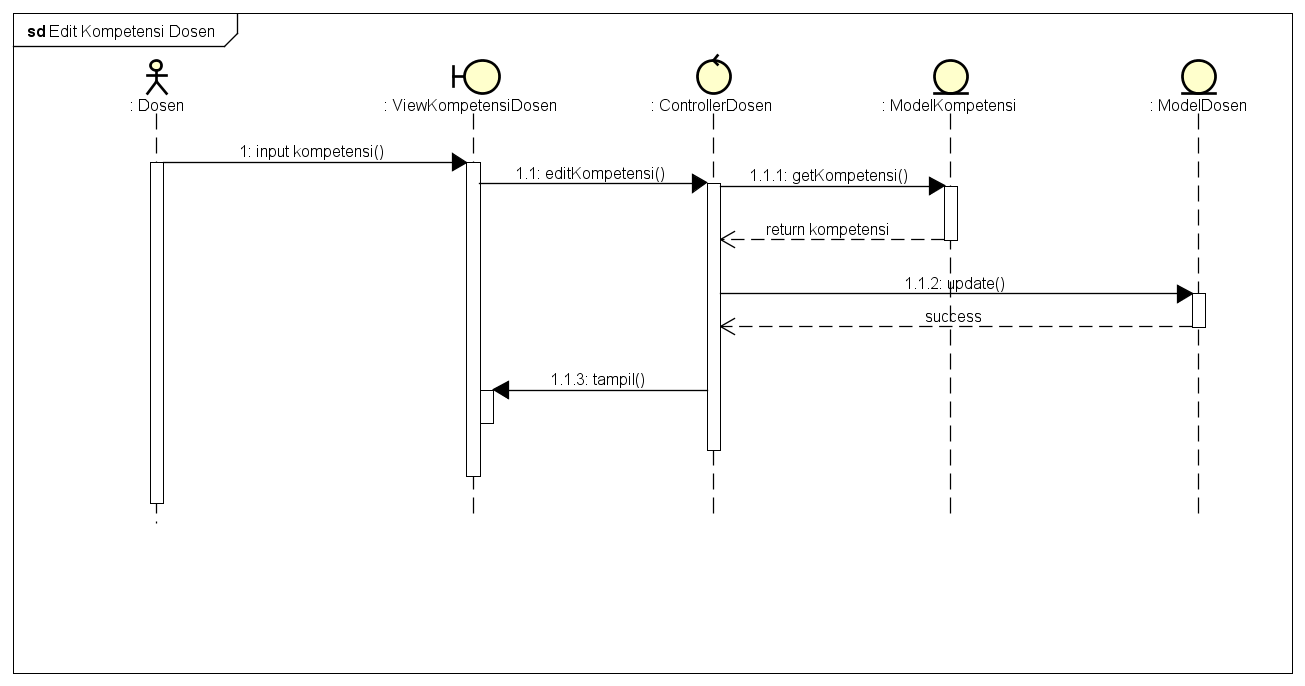 sd Edit Kompetensi Dosen
: Dosen
: ViewKompetensiDosen
: ControllerDosen
: ModelKompetensi
: ModelDosen
1: input kompetensi()
1.1: editKompetensi()
1.1.1: getKompetensi()
return kompetensi
1.1.2: update()
success
1.1.3: tampil()